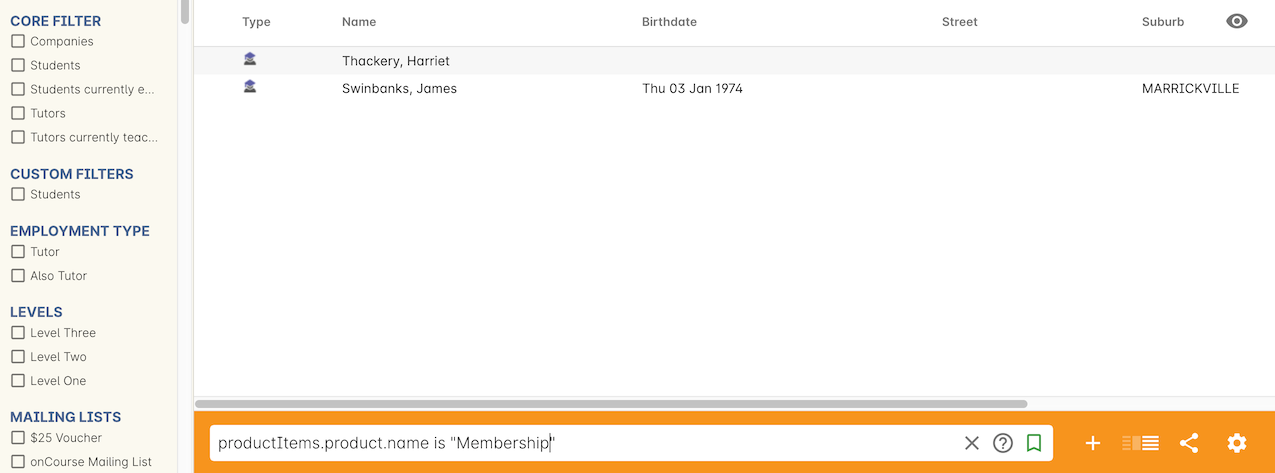 CORE FILTER
Companies
Students
Students currently e...
Tutors
Tutors currently teac...
CUSTOM FILTERS
Students
EMPLOYMENT TYPE
Tutor
Also Tutor
LEVELS
Level Three
Level Two
Level One
MAILING LISTS
$25 Voucher
onCourse Mailing List
Type Name Birthdate Street Suburb
Thackery, Harriet
Swinbanks, James Thu 03 Jan 1974 MARRICKVILLE
productItems.product.name is "Membership"